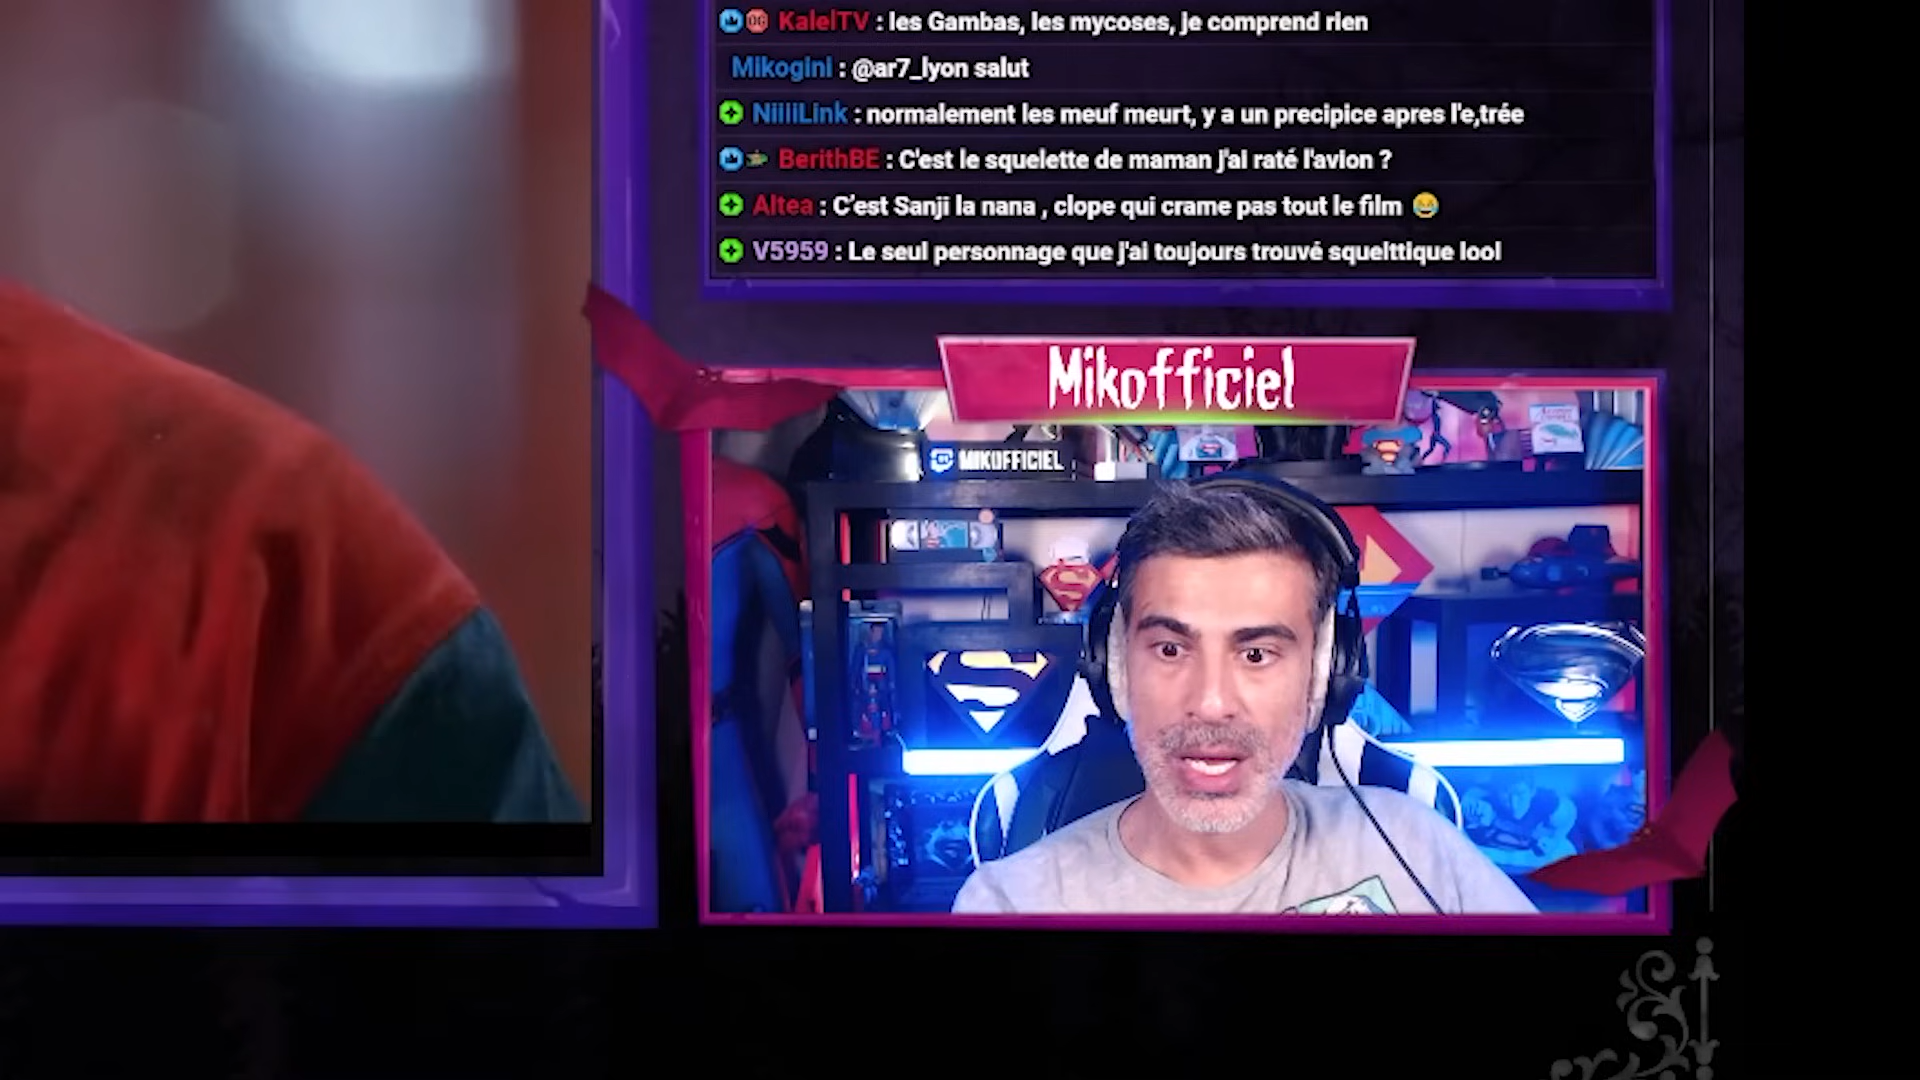 KalelTV : les Gambas, les mycoses, je comprend rien
Mikogini : @ar7_lyon salut
NiiliLink : normalement les meuf meurt, y a un precipice apres l'e,trée
BerithBE : C'est le squelette de maman j'ai raté l'avion ?
Altea : C'est Sanji la nana , clope qui crame pas tout le film 😂
V5959 : Le seul personnage que j'ai toujours trouvé squelttique lool
Mikofficiel
MIKOFFICIEL